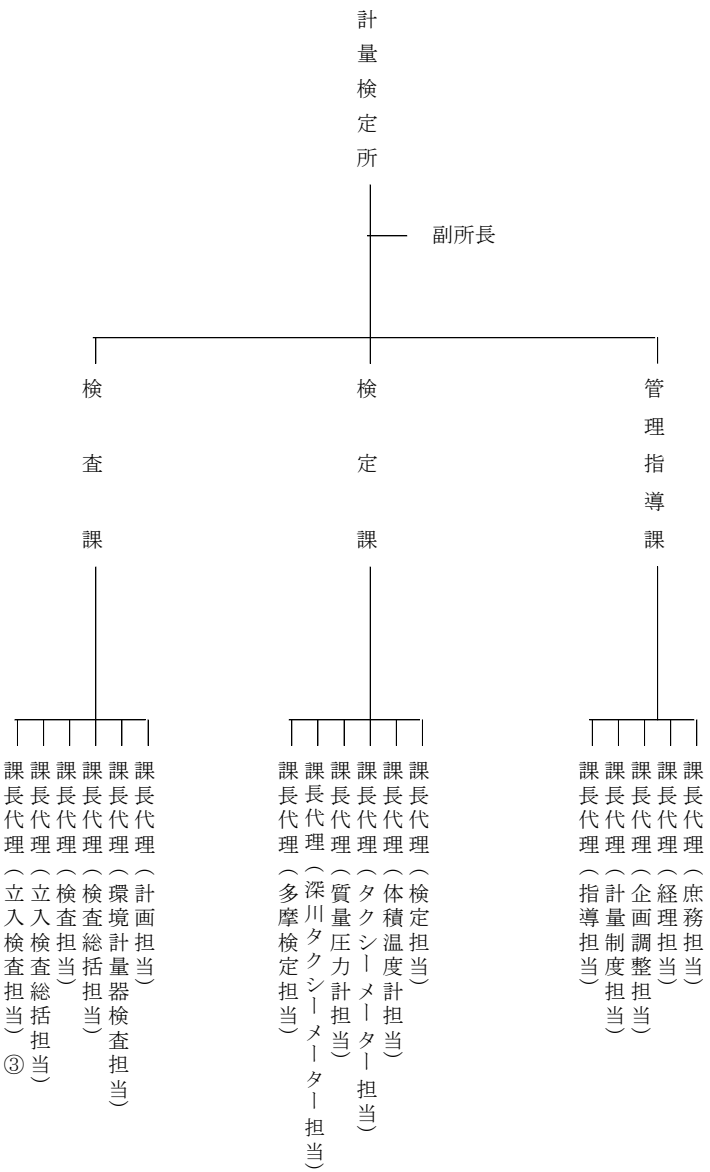 計量検定所
副所長
管理指導課
検定課
検査課
課長代理（庶務担当）
課長代理（経理担当）
課長代理（企画調整担当）
課長代理（計量制度担当）
課長代理（指導担当）
課長代理（検定担当）
課長代理（体積温度計担当）
課長代理（タクシーメーター担当）
課長代理（質量圧力計担当）
課長代理（深川タクシーメーター担当）
課長代理（多摩検定担当）
課長代理（計画担当）
課長代理（環境計量器検査担当）
課長代理（検査総括担当）
課長代理（検査担当）
課長代理（立入検査総括担当）
課長代理（立入検査担当）③